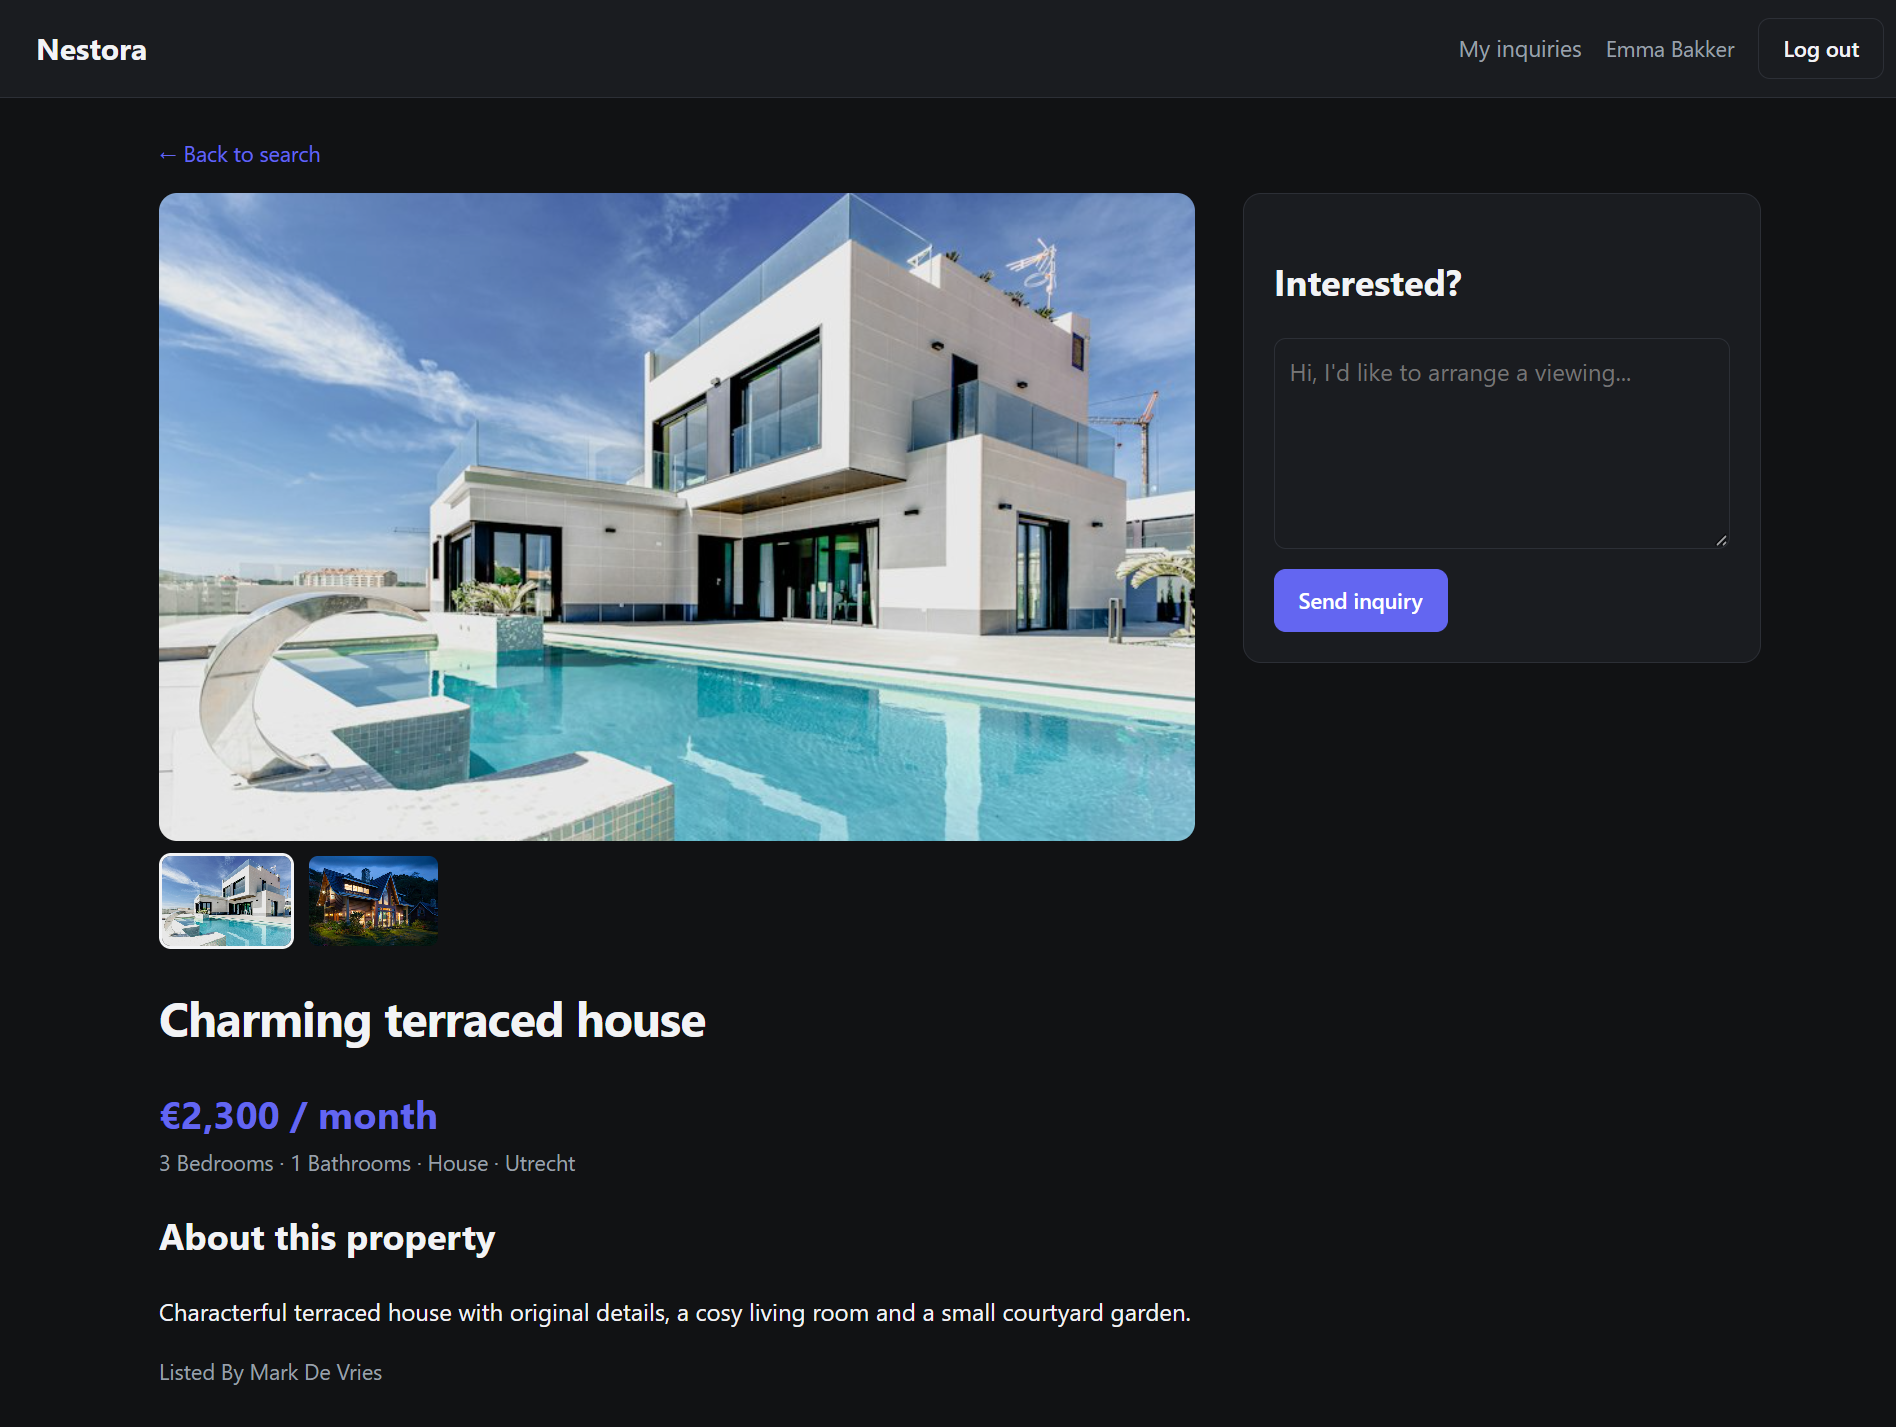 Nestora
My inquiries
Emma Bakker
Log out
← Back to search
Interested?
Hi, I'd like to arrange a viewing...
Send inquiry
Charming terraced house
€2,300 / month
3 Bedrooms · 1 Bathrooms · House · Utrecht
About this property
Characterful terraced house with original details, a cosy living room and a small courtyard garden.
Listed By Mark De Vries